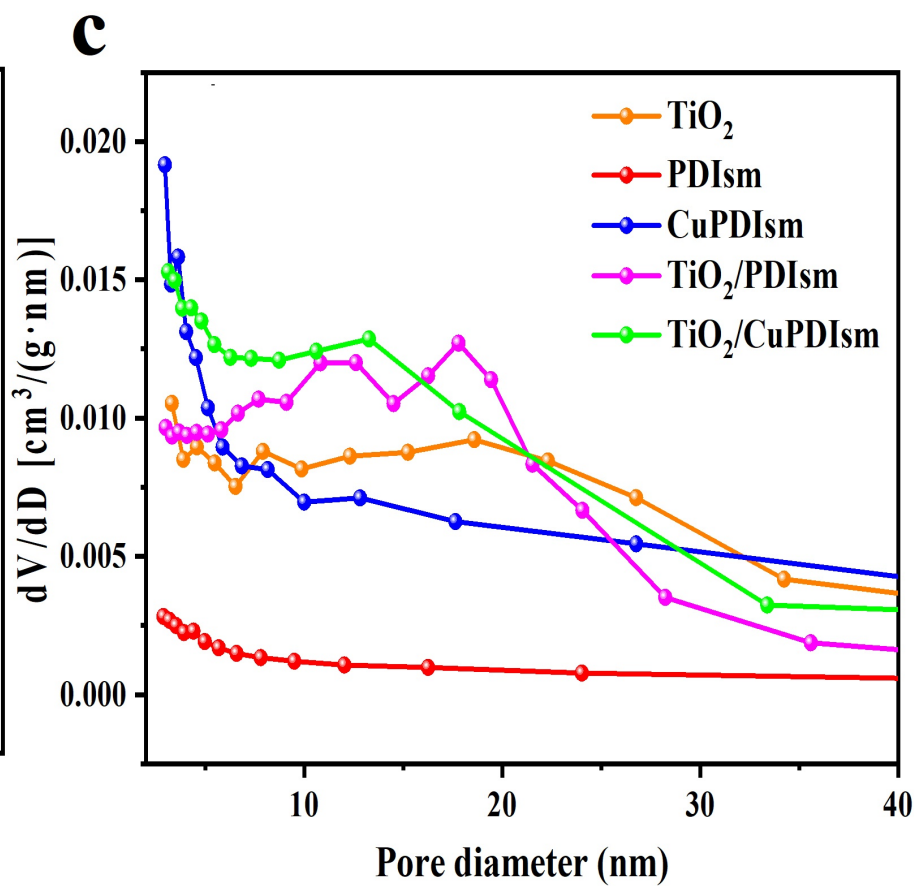 c
0.020
0.015
0.010
0.005
0.000
dV/dD [cm³/(g·nm)]
TiO₂
PDIsm
CuPDIsm
TiO₂/PDIsm
TiO₂/CuPDIsm
10 20 30 40
Pore diameter (nm)